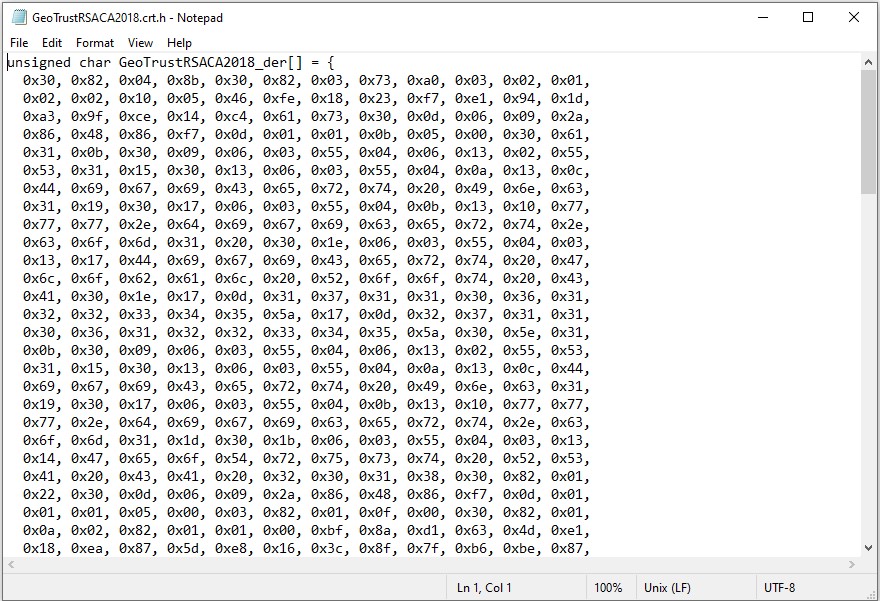 GeoTrustRSACA2018.crt.h - Notepad
File Edit Format View Help
unsigned char GeoTrustRSACA2018_der[] = {
0x30, 0x82, 0x04, 0x8b, 0x30, 0x82, 0x03, 0x73, 0xa0, 0x03, 0x02, 0x01,
0x02, 0x02, 0x10, 0x05, 0x46, 0xfe, 0x18, 0x23, 0xf7, 0xe1, 0x94, 0x1d,
0xa3, 0x9f, 0xce, 0x14, 0xc4, 0x61, 0x73, 0x30, 0x0d, 0x06, 0x09, 0x2a,
0x86, 0x48, 0x86, 0xf7, 0x0d, 0x01, 0x01, 0x0b, 0x05, 0x00, 0x30, 0x61,
0x31, 0x0b, 0x30, 0x09, 0x06, 0x03, 0x55, 0x04, 0x06, 0x13, 0x02, 0x55,
0x53, 0x31, 0x15, 0x30, 0x13, 0x06, 0x03, 0x55, 0x04, 0x0a, 0x13, 0x0c,
0x44, 0x69, 0x67, 0x69, 0x43, 0x65, 0x72, 0x74, 0x20, 0x49, 0x6e, 0x63,
0x31, 0x19, 0x30, 0x17, 0x06, 0x03, 0x55, 0x04, 0x0b, 0x13, 0x10, 0x77,
0x77, 0x77, 0x2e, 0x64, 0x69, 0x67, 0x69, 0x63, 0x65, 0x72, 0x74, 0x2e,
0x63, 0x6f, 0x6d, 0x31, 0x20, 0x30, 0x1e, 0x06, 0x03, 0x55, 0x04, 0x03,
0x13, 0x17, 0x44, 0x69, 0x67, 0x69, 0x43, 0x65, 0x72, 0x74, 0x20, 0x47,
0x6c, 0x6f, 0x62, 0x61, 0x6c, 0x20, 0x52, 0x6f, 0x6f, 0x74, 0x20, 0x43,
0x41, 0x30, 0x1e, 0x17, 0x0d, 0x31, 0x37, 0x31, 0x31, 0x30, 0x36, 0x31,
0x32, 0x32, 0x33, 0x34, 0x35, 0x5a, 0x17, 0x0d, 0x32, 0x37, 0x31, 0x31,
0x30, 0x36, 0x31, 0x32, 0x32, 0x33, 0x34, 0x35, 0x5a, 0x30, 0x5e, 0x31,
0x0b, 0x30, 0x09, 0x06, 0x03, 0x55, 0x04, 0x06, 0x13, 0x02, 0x55, 0x53,
0x31, 0x15, 0x30, 0x13, 0x06, 0x03, 0x55, 0x04, 0x0a, 0x13, 0x0c, 0x44,
0x69, 0x67, 0x69, 0x43, 0x65, 0x72, 0x74, 0x20, 0x49, 0x6e, 0x63, 0x31,
0x19, 0x30, 0x17, 0x06, 0x03, 0x55, 0x04, 0x0b, 0x13, 0x10, 0x77, 0x77,
0x77, 0x2e, 0x64, 0x69, 0x67, 0x69, 0x63, 0x65, 0x72, 0x74, 0x2e, 0x63,
0x6f, 0x6d, 0x31, 0x1d, 0x30, 0x1b, 0x06, 0x03, 0x55, 0x04, 0x03, 0x13,
0x14, 0x47, 0x65, 0x6f, 0x54, 0x72, 0x75, 0x73, 0x74, 0x20, 0x52, 0x53,
0x41, 0x20, 0x43, 0x41, 0x20, 0x32, 0x30, 0x31, 0x38, 0x30, 0x82, 0x01,
0x22, 0x30, 0x0d, 0x06, 0x09, 0x2a, 0x86, 0x48, 0x86, 0xf7, 0x0d, 0x01,
0x01, 0x01, 0x05, 0x00, 0x03, 0x82, 0x01, 0x0f, 0x00, 0x30, 0x82, 0x01,
0x0a, 0x02, 0x82, 0x01, 0x01, 0x00, 0xbf, 0x8a, 0xd1, 0x63, 0x4d, 0xe1,
0x18, 0xea, 0x87, 0x5d, 0xe8, 0x16, 0x3c, 0x8f, 0x7f, 0xb6, 0xbe, 0x87,
Ln 1, Col 1 100% Unix (LF) UTF-8